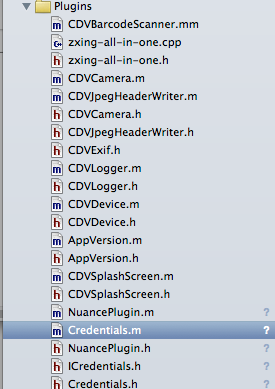 Plugins
CDVBarcodeScanner.mm
zxing-all-in-one.cpp
zxing-all-in-one.h
CDVCamera.m
CDVJpegHeaderWriter.m
CDVCamera.h
CDVJpegHeaderWriter.h
CDVExif.h
CDVLogger.m
CDVLogger.h
CDVDevice.m
CDVDevice.h
AppVersion.m
AppVersion.h
CDVSplashScreen.m
CDVSplashScreen.h
NuancePlugin.m ?
Credentials.m ?
NuancePlugin.h ?
ICredentials.h ?
Credentials.h ?